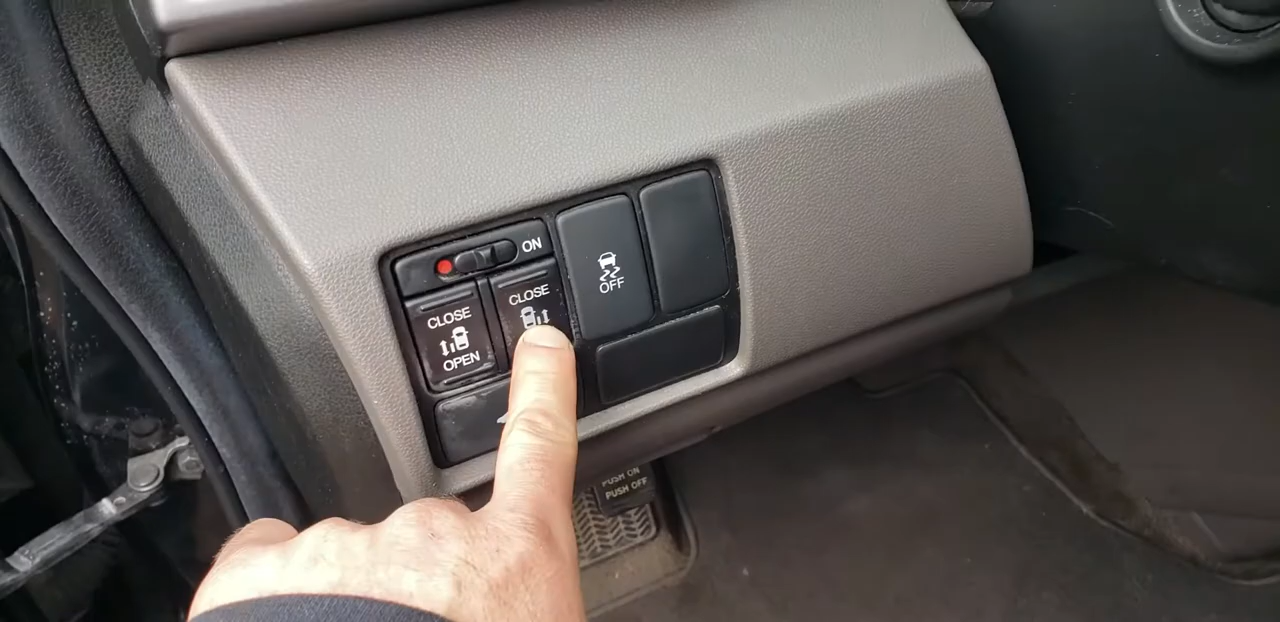 ON
CLOSE
CLOSE
OPEN
OFF
PUSH ON
PUSH OFF